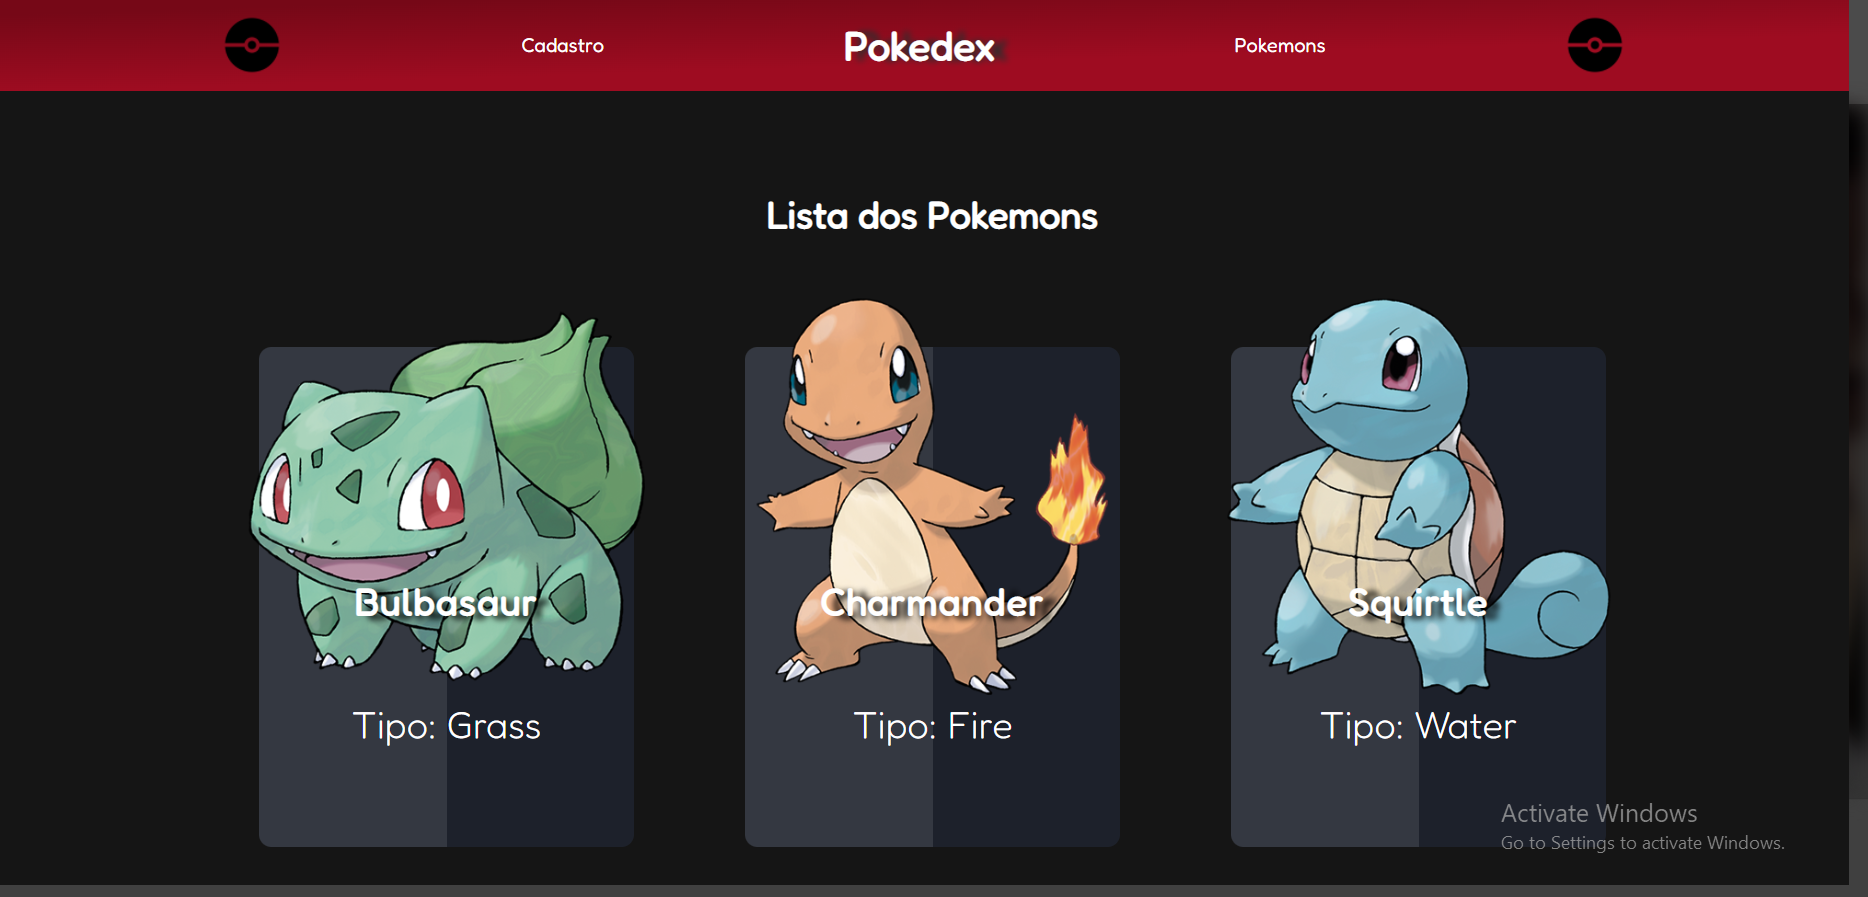 Cadastro
Pokedex
Pokemons
Lista dos Pokemons
Bulbasaur
Charmander
Squirtle
Tipo: Grass
Tipo: Fire
Tipo: Water
Activate Windows
Go to Settings to activate Windows.